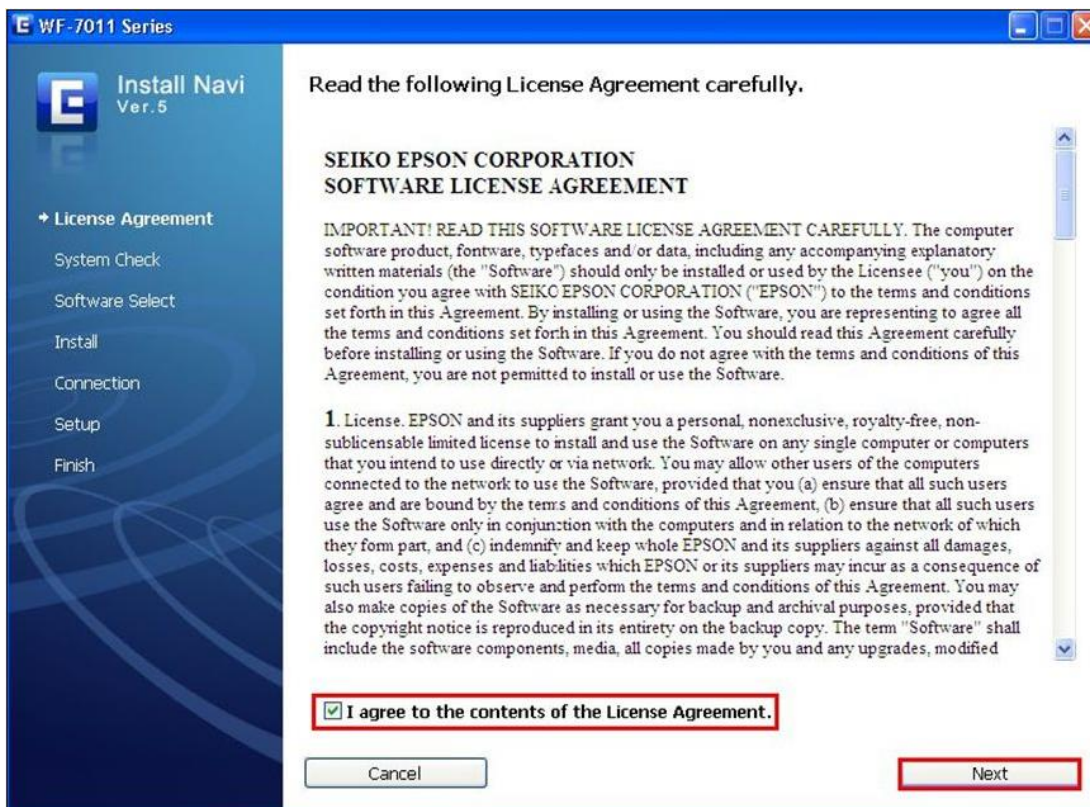 WF-7011 Series
Install Navi
Ver.5
License Agreement
System Check
Software Select
Install
Connection
Setup
Finish
Read the following License Agreement carefully.
SEIKO EPSON CORPORATION
SOFTWARE LICENSE AGREEMENT
IMPORTANT! READ THIS SOFTWARE LICENSE AGREEMENT CAREFULLY. The computer
software product, fontware, typefaces and/or data, including any accompanying explanatory
written materials (the "Software") should only be installed or used by the Licensee ("you") on the
condition you agree with SEIKO EPSON CORPORATION ("EPSON") to the terms and conditions
set forth in this Agreement. By installing or using the Software, you are representing to agree all
the terms and conditions set forth in this Agreement. You should read this Agreement carefully
before installing or using the Software. If you do not agree with the terms and conditions of this
Agreement, you are not permitted to install or use the Software.
1. License. EPSON and its suppliers grant you a personal, nonexclusive, royalty-free, non-
sublicensable limited license to install and use the Software on any single computer or computers
that you intend to use directly or via network. You may allow other users of the computers
connected to the network to use the Software, provided that you (a) ensure that all such users
agree and are bound by the terms and conditions of this Agreement, (b) ensure that all such users
use the Software only in conjunction with the computers and in relation to the network of which
they form part, and (c) indemnify and keep whole EPSON and its suppliers against all damages,
losses, costs, expenses and liabilities which EPSON or its suppliers may incur as a consequence of
such users failing to observe and perform the terms and conditions of this Agreement. You may
also make copies of the Software as necessary for backup and archival purposes, provided that
the copyright notice is reproduced in its entirety on the backup copy. The term "Software" shall
include the software components, media, all copies made by you and any upgrades, modified
I agree to the contents of the License Agreement.
Cancel
Next